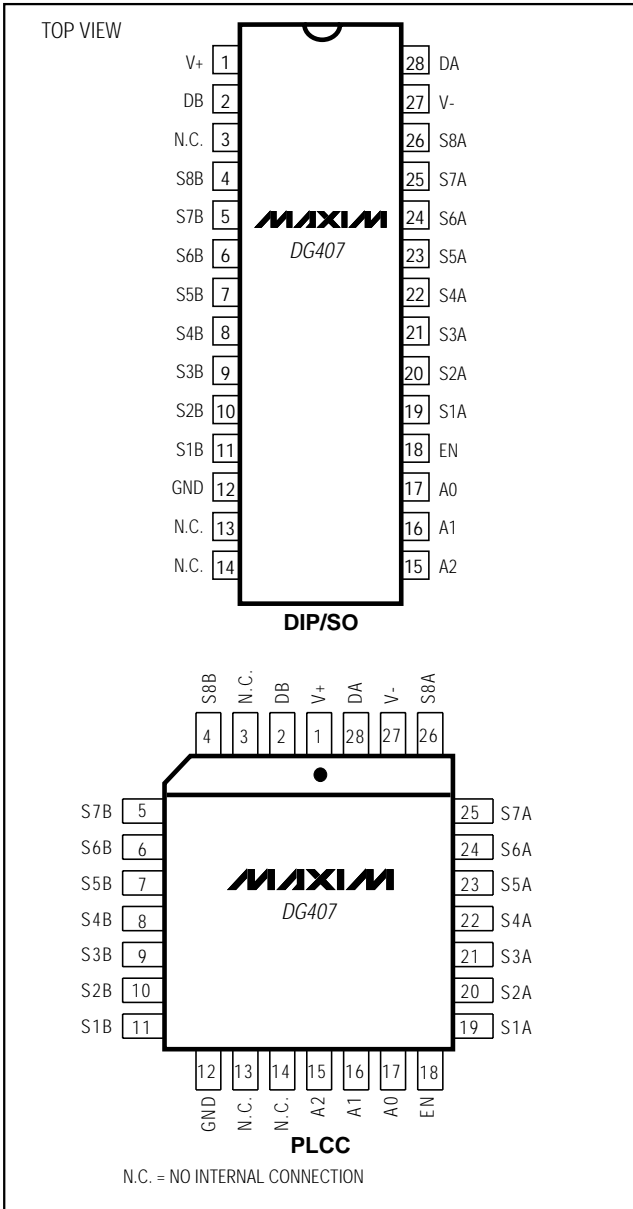 TOP VIEW
V+ 1 28 DA
DB 2 27 V-
N.C. 3 26 S8A
S8B 4 25 S7A
S7B 5 24 S6A
S6B 6 23 S5A
S5B 7 22 S4A
S4B 8 21 S3A
S3B 9 20 S2A
S2B 10 19 S1A
S1B 11 18 EN
GND 12 17 A0
N.C. 13 16 A1
N.C. 14 15 A2
MAXIM
DG407
DIP/SO
S8B N.C. DB V+ DA V- S8A
4 3 2 1 28 27 26
S7B 5 25 S7A
S6B 6 24 S6A
S5B 7 23 S5A
S4B 8 22 S4A
S3B 9 21 S3A
S2B 10 20 S2A
S1B 11 19 S1A
MAXIM
DG407
12 13 14 15 16 17 18
GND N.C. N.C. A2 A1 A0 EN
PLCC
N.C. = NO INTERNAL CONNECTION